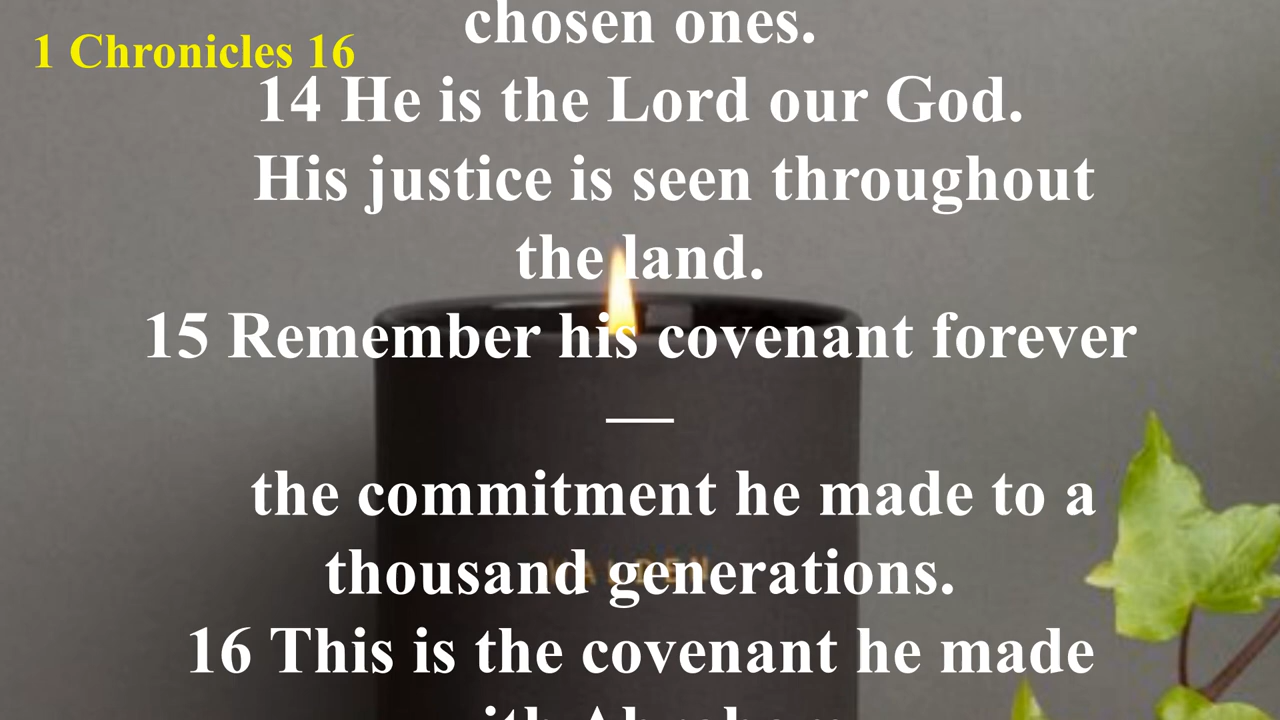 1 Chronicles 16
chosen ones.
14 He is the Lord our God.
His justice is seen throughout
the land.
15 Remember his covenant forever
—
the commitment he made to a
thousand generations.
16 This is the covenant he made